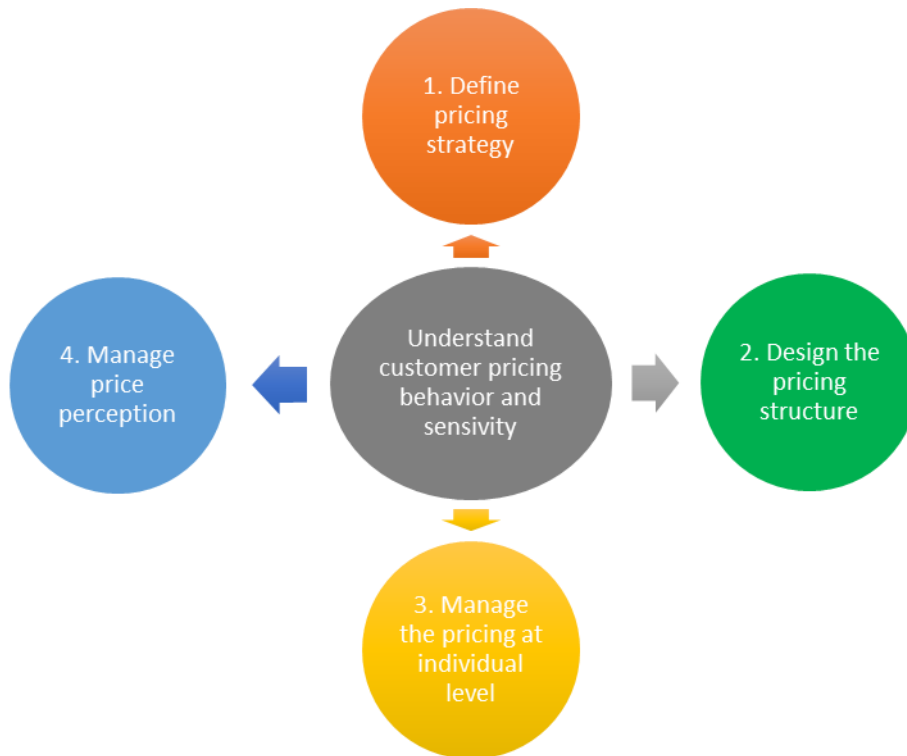 1. Define
pricing
strategy
Understand
customer pricing
behavior and
sensivity
2. Design the
pricing
structure
3. Manage
the pricing at
individual
level
4. Manage
price
perception